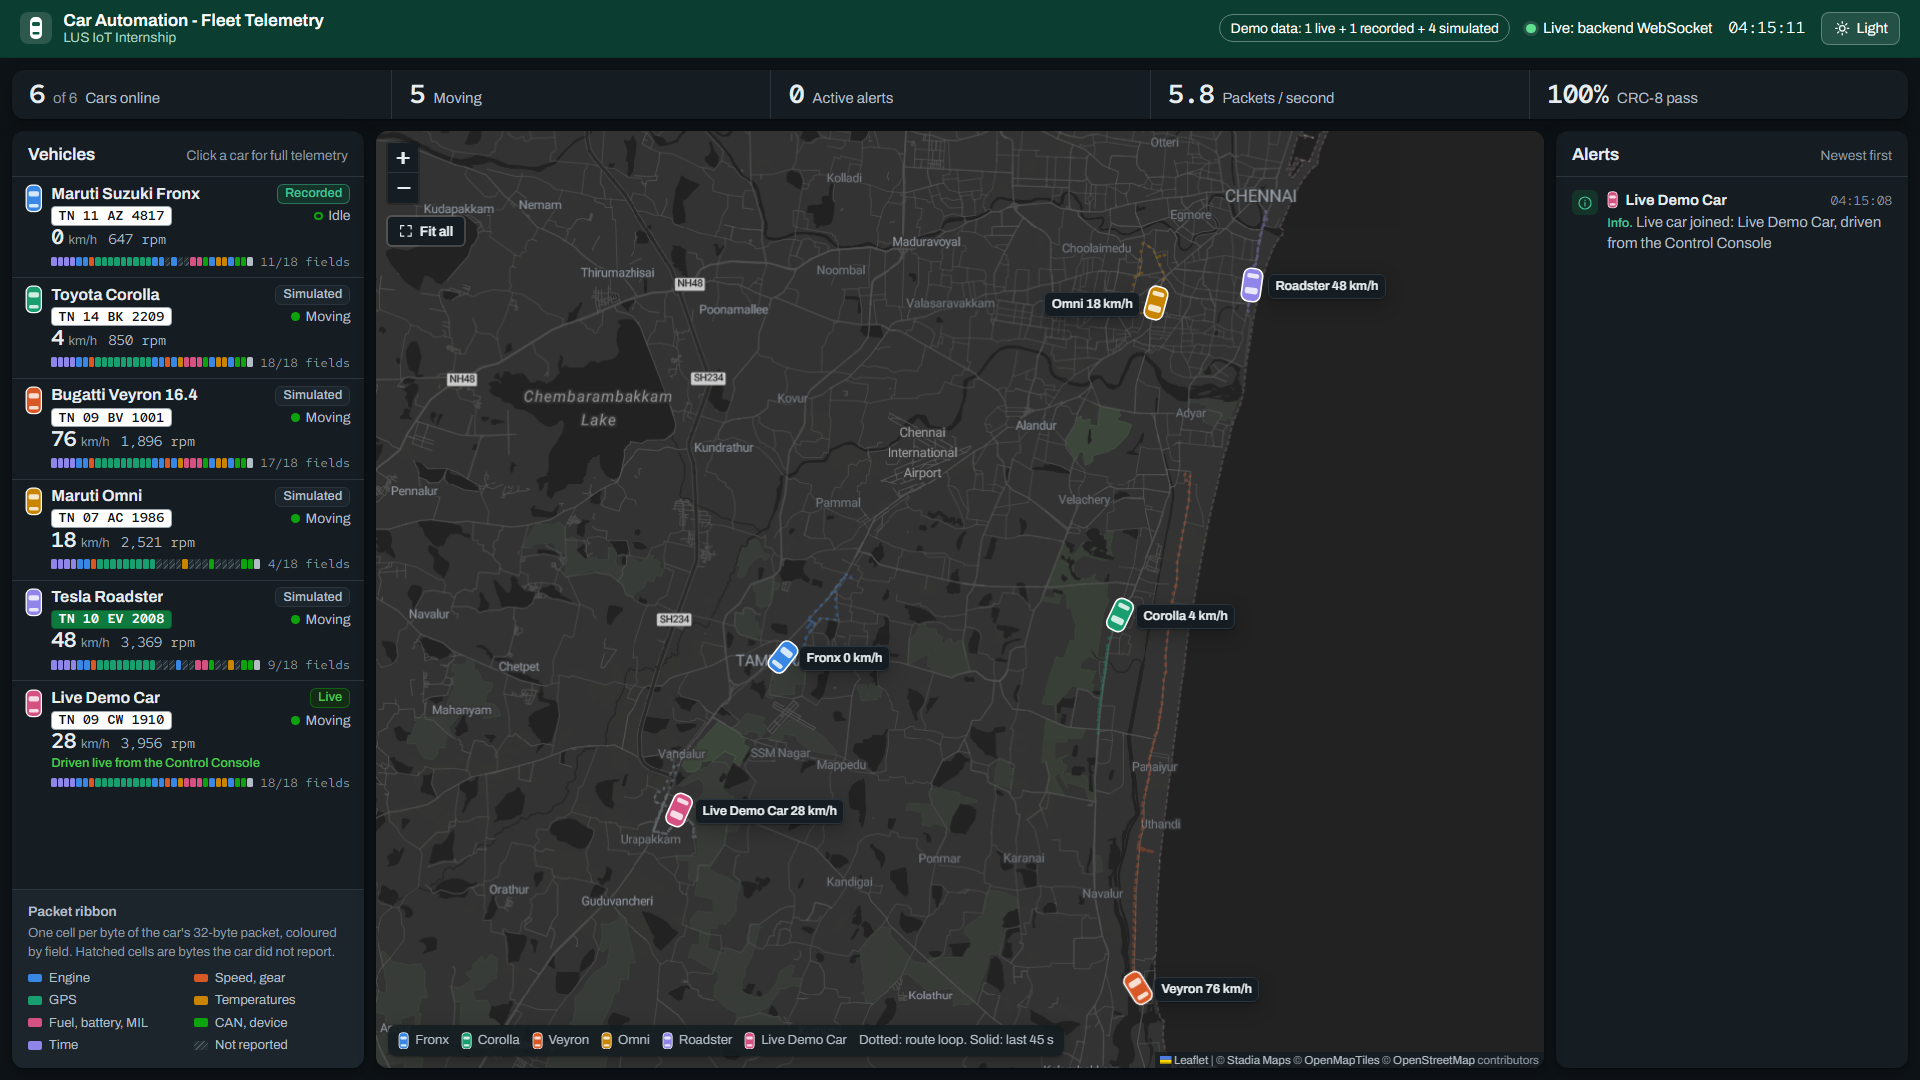 Car Automation - Fleet Telemetry
LUS IoT Internship
Demo data: 1 live + 1 recorded + 4 simulated
Live: backend WebSocket
04:15:11
Light
6 of 6 Cars online
5 Moving
0 Active alerts
5.8 Packets / second
100% CRC-8 pass
Vehicles
Click a car for full telemetry
Maruti Suzuki Fronx
Recorded
TN 11 AZ 4817
Idle
0 km/h 647 rpm
11/18 fields
Toyota Corolla
Simulated
TN 14 BK 2209
Moving
4 km/h 850 rpm
18/18 fields
Bugatti Veyron 16.4
Simulated
TN 09 BV 1001
Moving
76 km/h 1,896 rpm
17/18 fields
Maruti Omni
Simulated
TN 07 AC 1986
Moving
18 km/h 2,521 rpm
4/18 fields
Tesla Roadster
Simulated
TN 10 EV 2008
Moving
48 km/h 3,369 rpm
9/18 fields
Live Demo Car
Live
TN 09 CW 1910
Moving
28 km/h 3,956 rpm
Driven live from the Control Console
18/18 fields
Packet ribbon
One cell per byte of the car's 32-byte packet, coloured
by field. Hatched cells are bytes the car did not report.
Engine
Speed, gear
GPS
Temperatures
Fuel, battery, MIL
CAN, device
Time
Not reported
+
−
Fit all
Otteri
Kolladi
CHENNAI
Kudapakkam
Nemam
Egmore
Maduravoyal
Choolaimedu
Thirumazhisai
Noombal
NH48
Roadster 48 km/h
Omni 18 km/h
Valasaravakkam
Poonamallee
NH48
SH234
Chembarambakkam
Lake
Kovur
Adyar
Alandur
Chennai
International
Airport
Kundrathur
Pennalur
Pammal
Velachery
Navalur
SH234
Corolla 4 km/h
Fronx 0 km/h
Chetpet
Mahanyam
Vandalur
SSM Nagar
Mappedu
Panaiyur
Live Demo Car 28 km/h
Urapakkam
Uthandi
Ponmar
Karanai
Kandigai
Orathur
Guduvancheri
Navalur
Veyron 76 km/h
Kolathur
Fronx
Corolla
Veyron
Omni
Roadster
Live Demo Car
Dotted: route loop. Solid: last 45 s
Leaflet | © Stadia Maps © OpenMapTiles © OpenStreetMap contributors
Alerts
Newest first
Live Demo Car
04:15:08
Info. Live car joined: Live Demo Car, driven
from the Control Console